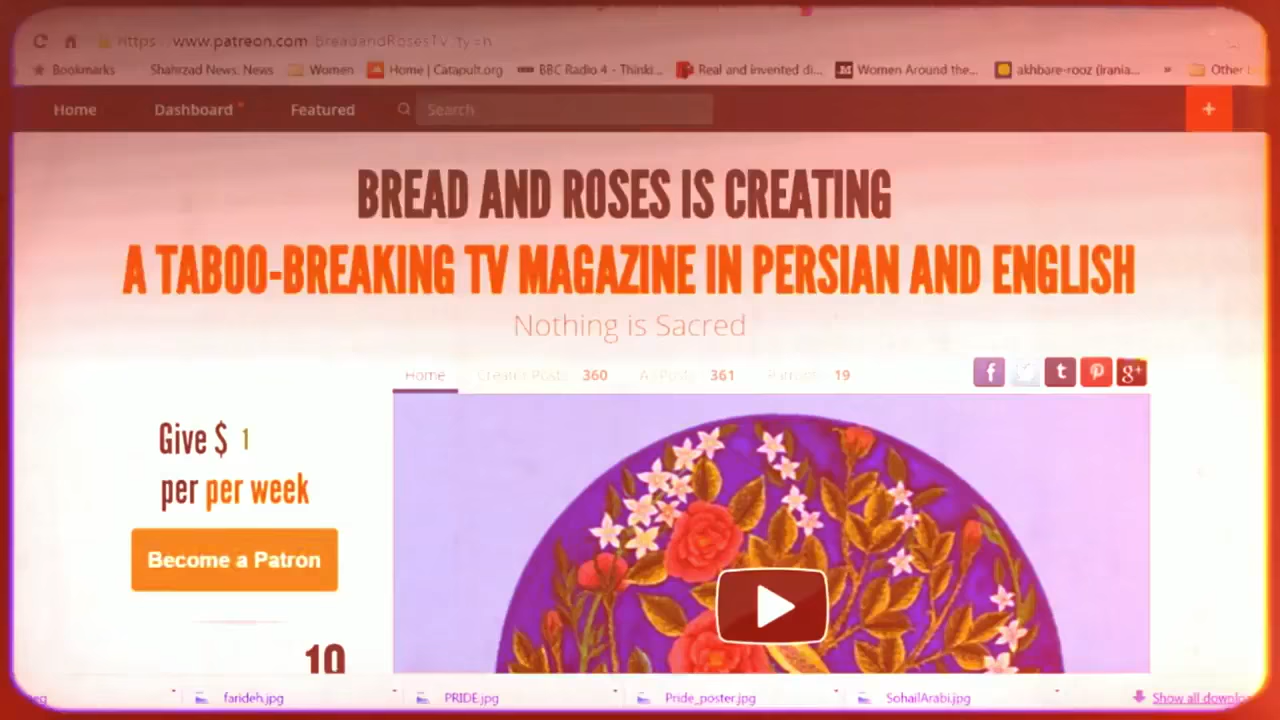 https://www.patreon.com/BreadandRosesTV?ty=h
Bookmarks Shahrzad News: News Women Home | Catapult.org BBC Radio 4 - Thinki... Real and invented di... Women Around the... akhbare-rooz (irania... » Other
Home Dashboard Featured Search +
BREAD AND ROSES IS CREATING
A TABOO-BREAKING TV MAGAZINE IN PERSIAN AND ENGLISH
Nothing is Sacred
Home Creator Posts 360 All Posts 361 Patrons 19
f t g+
Give $ 1
per per week
Become a Patron
19
farideh.jpg PRIDE.jpg Pride_poster.jpg SohailArabi.jpg Show all downlo